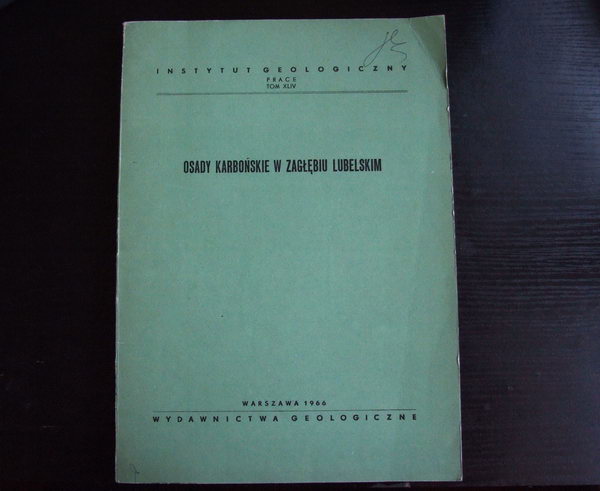 INSTYTUT GEOLOGICZNY
PRACE
TOM XLIV
OSADY KARBOŃSKIE W ZAGŁĘBIU LUBELSKIM
WARSZAWA 1966
WYDAWNICTWA GEOLOGICZNE